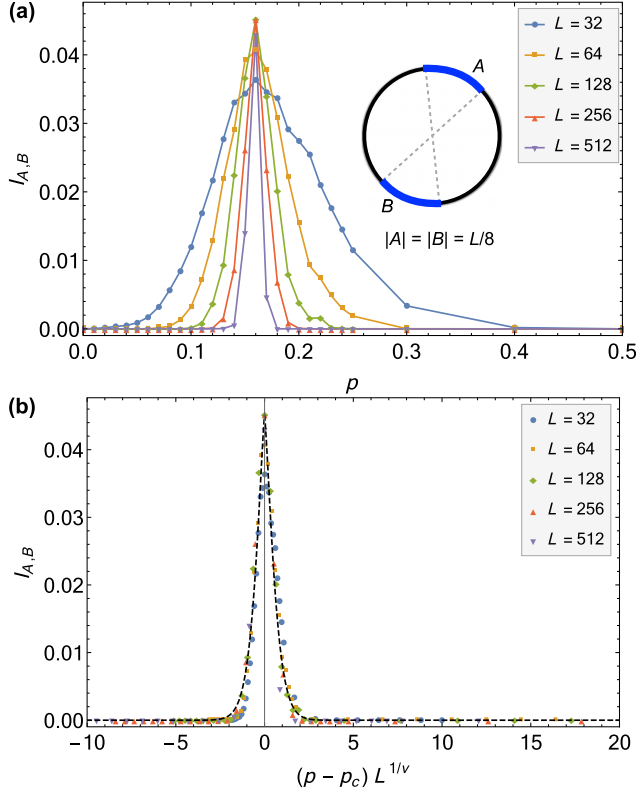 (a)
I_{A,B}
0.04
0.03
0.02
0.01
0.00
0.0 0.1 0.2 0.3 0.4 0.5
p
A
B
|A| = |B| = L/8
L = 32
L = 64
L = 128
L = 256
L = 512
(b)
I_{A,B}
0.04
0.03
0.02
0.01
0.00
−10 −5 0 5 10 15 20
(p − p_c) L^{1/ν}
L = 32
L = 64
L = 128
L = 256
L = 512